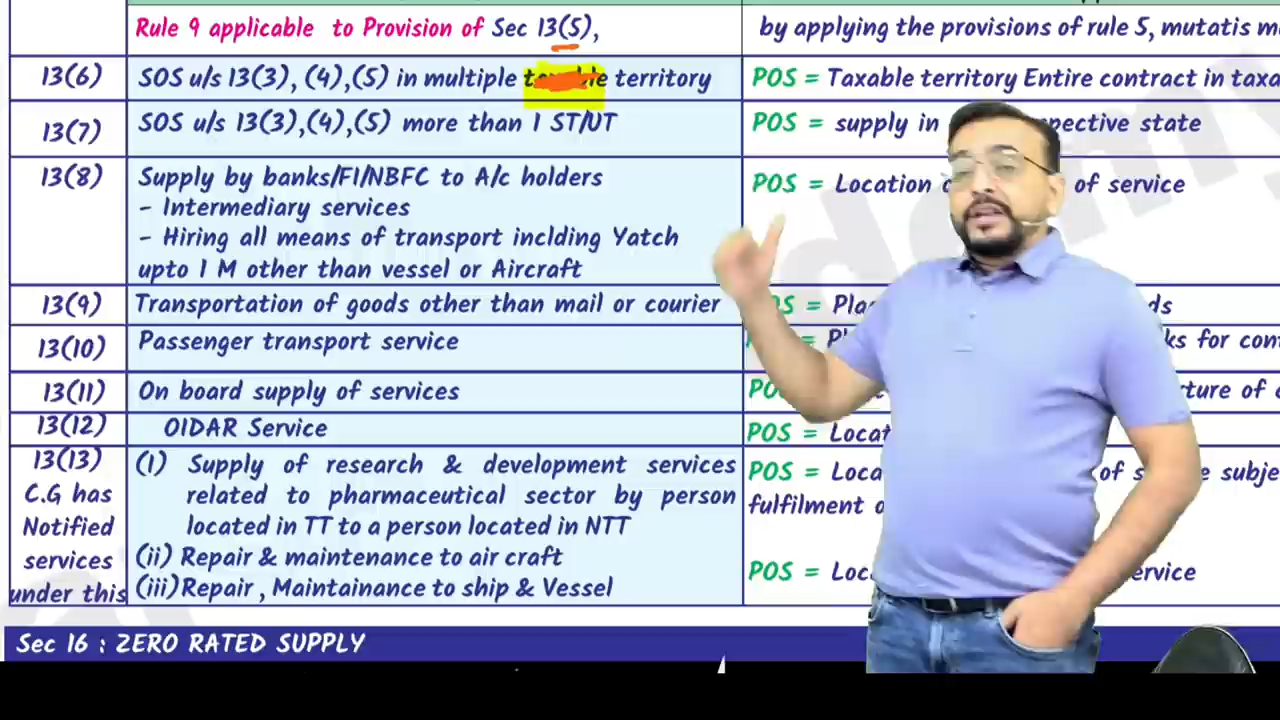 Rule 9 applicable to Provision of Sec 13(5),
by applying the provisions of rule 5, mutatis
13(6)
SOS u/s 13(3), (4),(5) in multiple territory
POS = Taxable territory Entire contract in
13(7)
SOS u/s 13(3),(4),(5) more than 1 ST/UT
POS = supply in state
13(8)
Supply by banks/FI/NBFC to A/c holders
- Intermediary services
- Hiring all means of transport inclding Yatch
upto 1 M other than vessel or Aircraft
POS = Location of service
13(9)
Transportation of goods other than mail or courier
=
13(10)
Passenger transport service
for
13(11)
On board supply of services
of
13(12)
OIDAR Service
POS =
13(13)
C.G has
Notified
services
under this
(I) Supply of research & development services
related to pharmaceutical sector by person
located in TT to a person located in NTT
(ii) Repair & maintenance to air craft
(iii)Repair , Maintainance to ship & Vessel
POS = of
fulfilment
POS =
Sec 16 : ZERO RATED SUPPLY